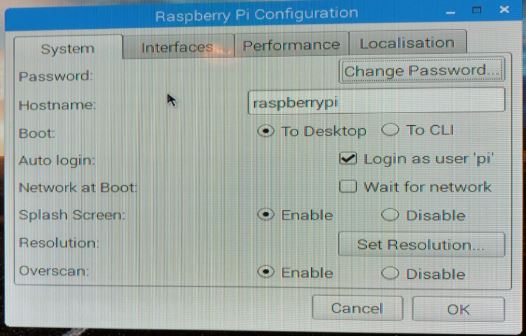 Raspberry Pi Configuration
System Interfaces Performance Localisation
Password: Change Password...
Hostname: raspberrypi
Boot: To Desktop To CLI
Auto login: Login as user 'pi'
Network at Boot: Wait for network
Splash Screen: Enable Disable
Resolution: Set Resolution...
Overscan: Enable Disable
Cancel OK